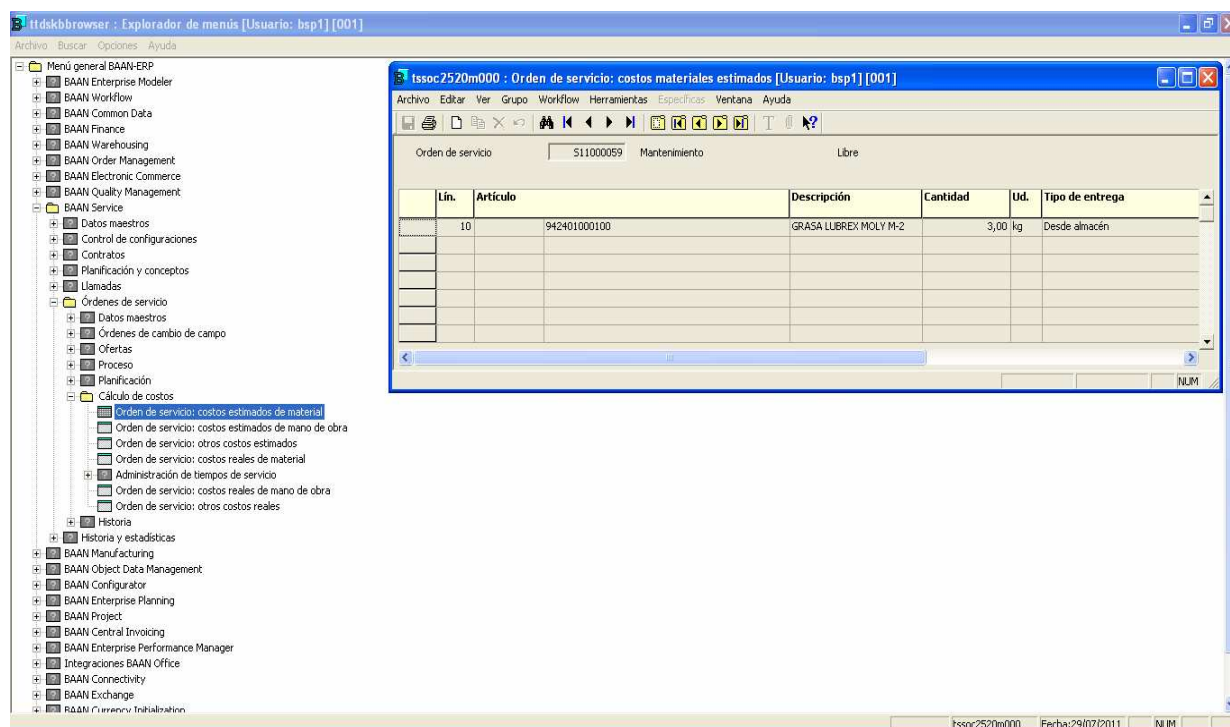 ttdskbbrowser : Explorador de menús [Usuario: bsp1] [001]
Archivo Buscar Opciones Ayuda
Menú general BAAN-ERP
BAAN Enterprise Modeler
BAAN Workflow
BAAN Common Data
BAAN Finance
BAAN Warehousing
BAAN Order Management
BAAN Electronic Commerce
BAAN Quality Management
BAAN Service
Datos maestros
Control de configuraciones
Contratos
Planificación y conceptos
Llamadas
Órdenes de servicio
Datos maestros
Órdenes de cambio de campo
Ofertas
Proceso
Planificación
Cálculo de costos
Orden de servicio: costos estimados de material
Orden de servicio: costos estimados de mano de obra
Orden de servicio: otros costos estimados
Orden de servicio: costos reales de material
Administración de tiempos de servicio
Orden de servicio: costos reales de mano de obra
Orden de servicio: otros costos reales
Historia
Historia y estadísticas
BAAN Manufacturing
BAAN Object Data Management
BAAN Configurator
BAAN Enterprise Planning
BAAN Project
BAAN Central Invoicing
BAAN Enterprise Performance Manager
Integraciones BAAN Office
BAAN Connectivity
BAAN Exchange
BAAN Currency Initialization
tssoc2520m000 : Orden de servicio: costos materiales estimados [Usuario: bsp1] [001]
Archivo Editar Ver Grupo Workflow Herramientas Específicas Ventana Ayuda
Orden de servicio S11000059 Mantenimiento Libre
Lín. Artículo Descripción Cantidad Ud. Tipo de entrega
10 942401000100 GRASA LUBREX MOLY M-2 3,00 kg Desde almacén
NUM
tssoc2520m000 Fecha:29/07/2011 NUM